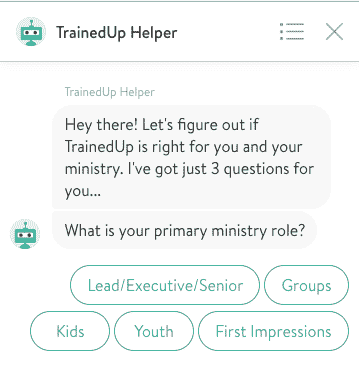 TrainedUp Helper
TrainedUp Helper
Hey there! Let's figure out if
TrainedUp is right for you and your
ministry. I've got just 3 questions for
you...
What is your primary ministry role?
Lead/Executive/Senior Groups
Kids Youth First Impressions